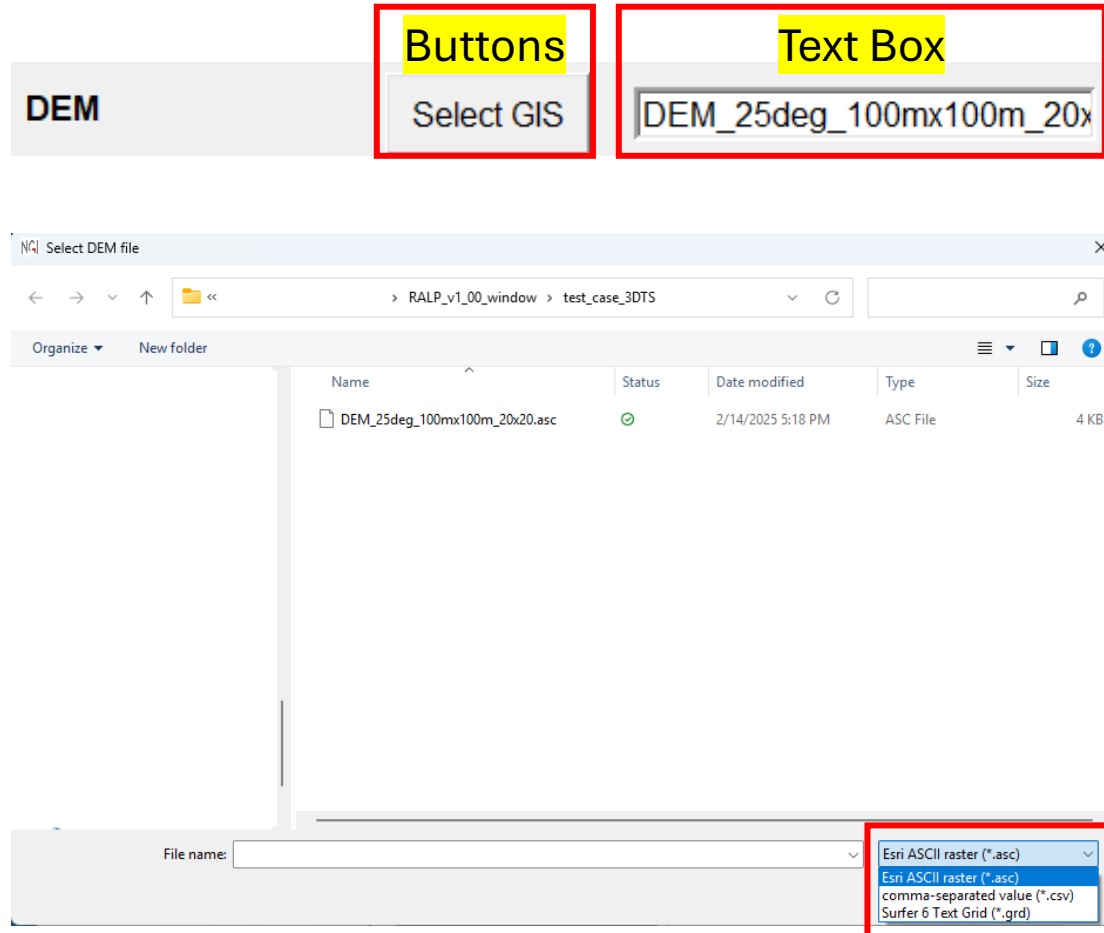 Buttons Text Box
DEM Select GIS DEM_25deg_100mx100m_20x
NGI Select DEM file
« > RALP_v1_00_window > test_case_3DTS
Organize New folder
Name Status Date modified Type Size
DEM_25deg_100mx100m_20x20.asc 2/14/2025 5:18 PM ASC File 4 KB
File name: Esri ASCII raster (*.asc)
Esri ASCII raster (*.asc)
comma-separated value (*.csv)
Surfer 6 Text Grid (*.grd)